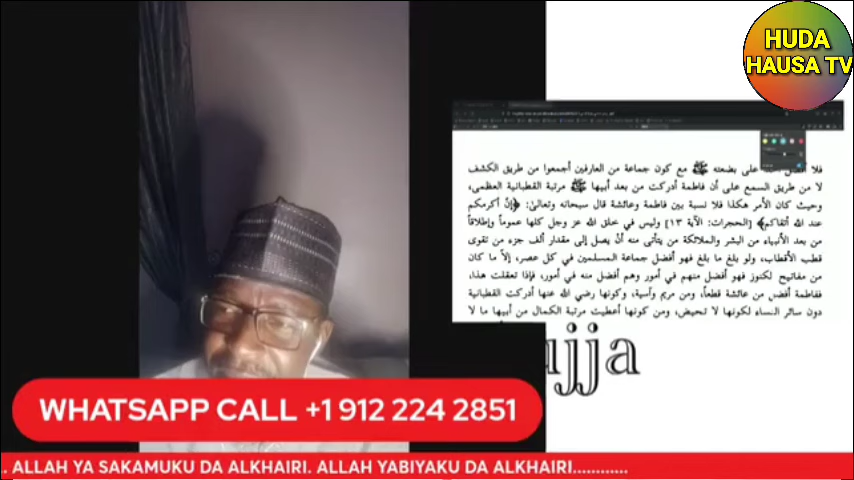 HUDA
HAUSA TV
على بضعته ﷺ مع كون جماعة من العارفين أجمعوا من طريق الكشف
لا من طريق السمع على أن فاطمة أدركت من بعد أبيها ﷺ مرتبة القطبانية العظمى،
وحيث كان الأمر هكذا فلا نسبة بين فاطمة وعائشة قال سبحانه وتعالى: ﴿إنّ أكرمكم
عند الله أتقاكم﴾ [الحجرات: الآية ١٣] وليس في خلق الله عز وجل كلها عموماً وإطلاقاً
من بعد الأنبياء من البشر والملائكة من يتأتى منه أن يصل إلى مقدار ألف جزء من تقوى
قطب الأقطاب، ولو بلغ ما بلغ فهو أفضل جماعة المسلمين في كل عصر، إلاّ ما كان
من مفاتيح لكنوز فهو أفضل منهم في أمور وهم أفضل منه في أمور، فإذا تعقلت هذا،
ففاطمة أفضل من عائشة قطعاً، ومن مريم وآسية، وكونها رضي الله عنها أدركت القطبانية
دون سائر النساء لكونها لا تحيض، ومن كونها أعطيت مرتبة الكمال من أبيها ما لا
ujja
WHATSAPP CALL +1 912 224 2851
.. ALLAH YA SAKAMUKU DA ALKHAIRI. ALLAH YABIYAKU DA ALKHAIRI............